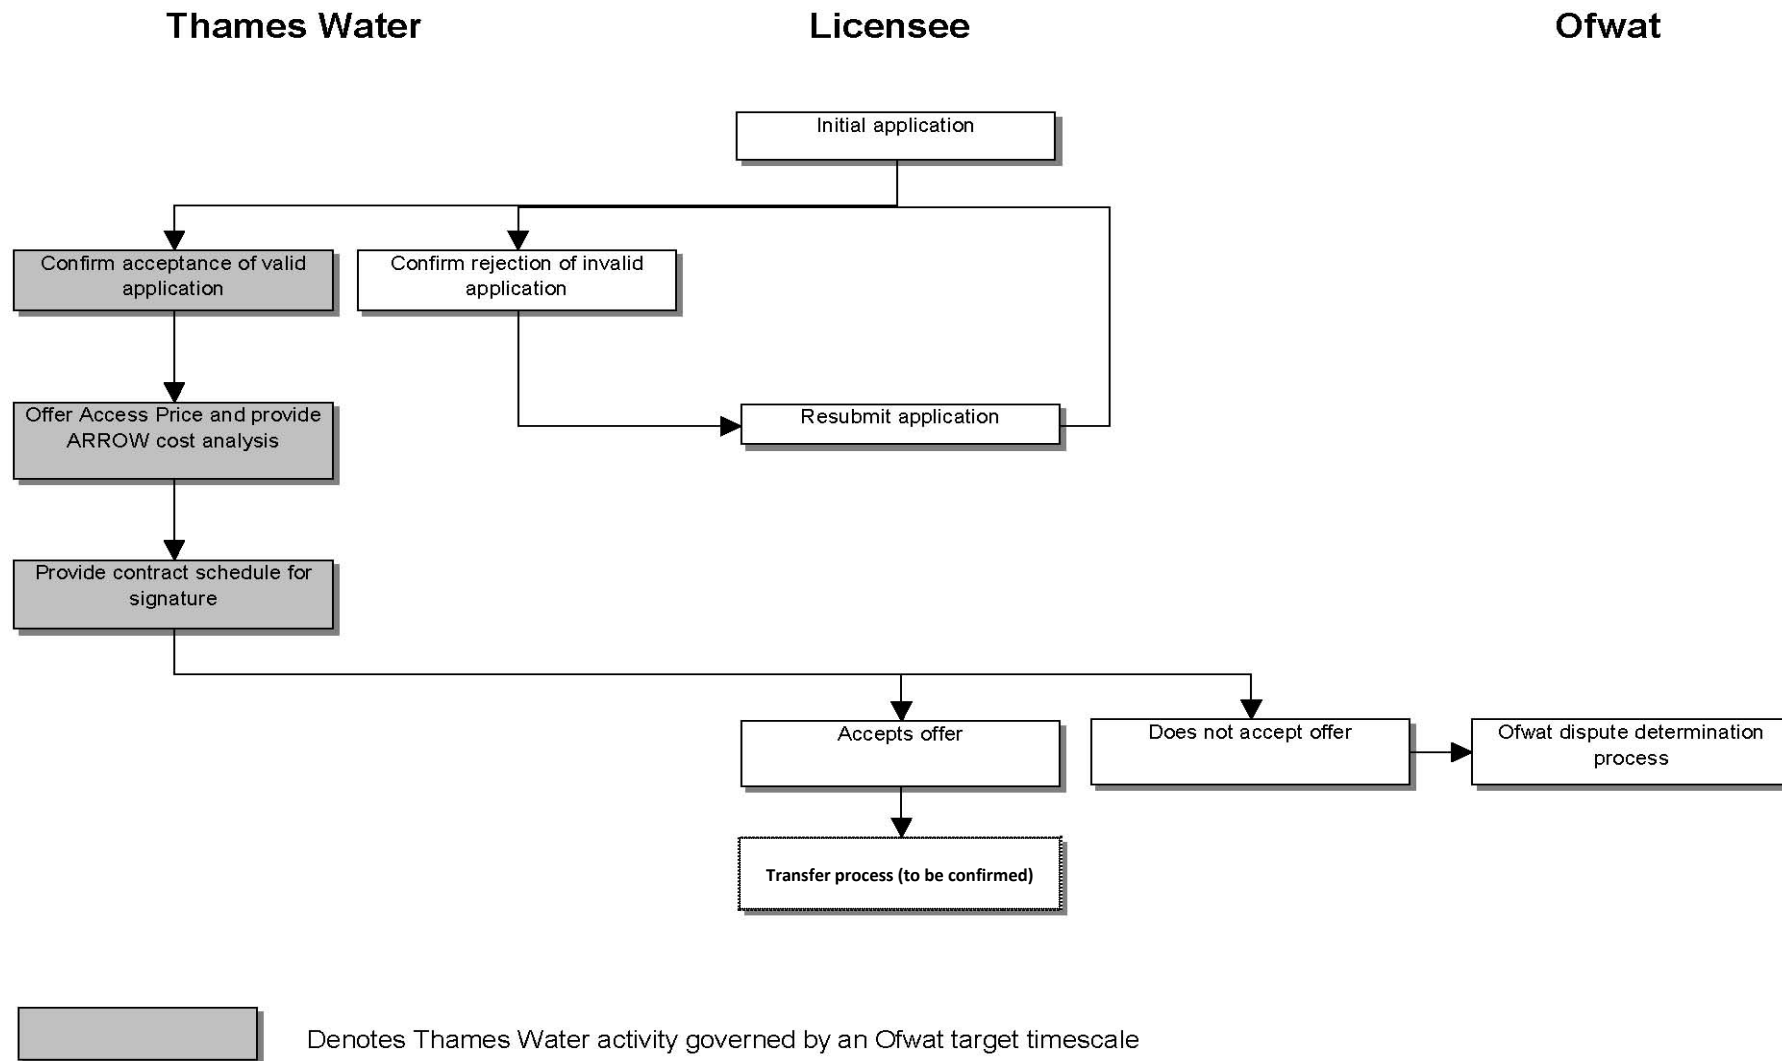 Thames Water
Licensee
Ofwat
Initial application
Confirm acceptance of valid
application
Confirm rejection of invalid
application
Offer Access Price and provide
ARROW cost analysis
Resubmit application
Provide contract schedule for
signature
Accepts offer
Does not accept offer
Ofwat dispute determination
process
Transfer process (to be confirmed)
Denotes Thames Water activity governed by an Ofwat target timescale